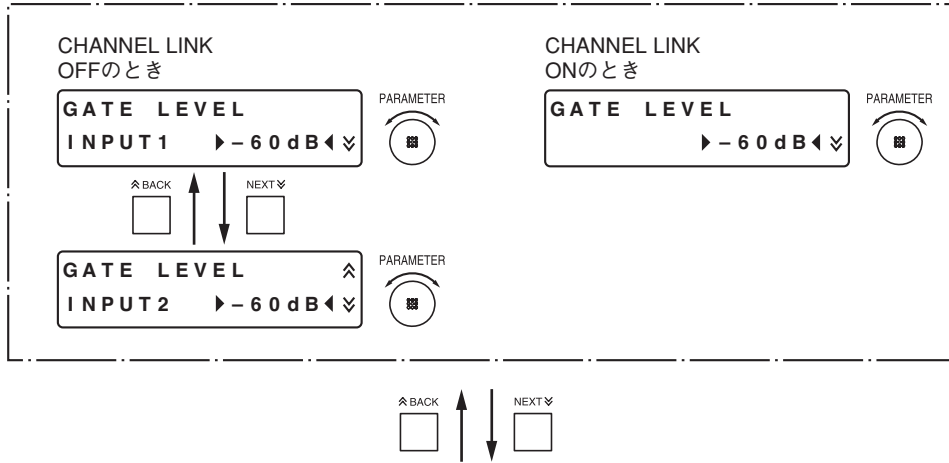 CHANNEL LINK
OFFのとき
GATE LEVEL
INPUT1 –60dB
PARAMETER
BACK
NEXT
GATE LEVEL
INPUT2 –60dB
PARAMETER
CHANNEL LINK
ONのとき
GATE LEVEL
–60dB
PARAMETER
BACK
NEXT